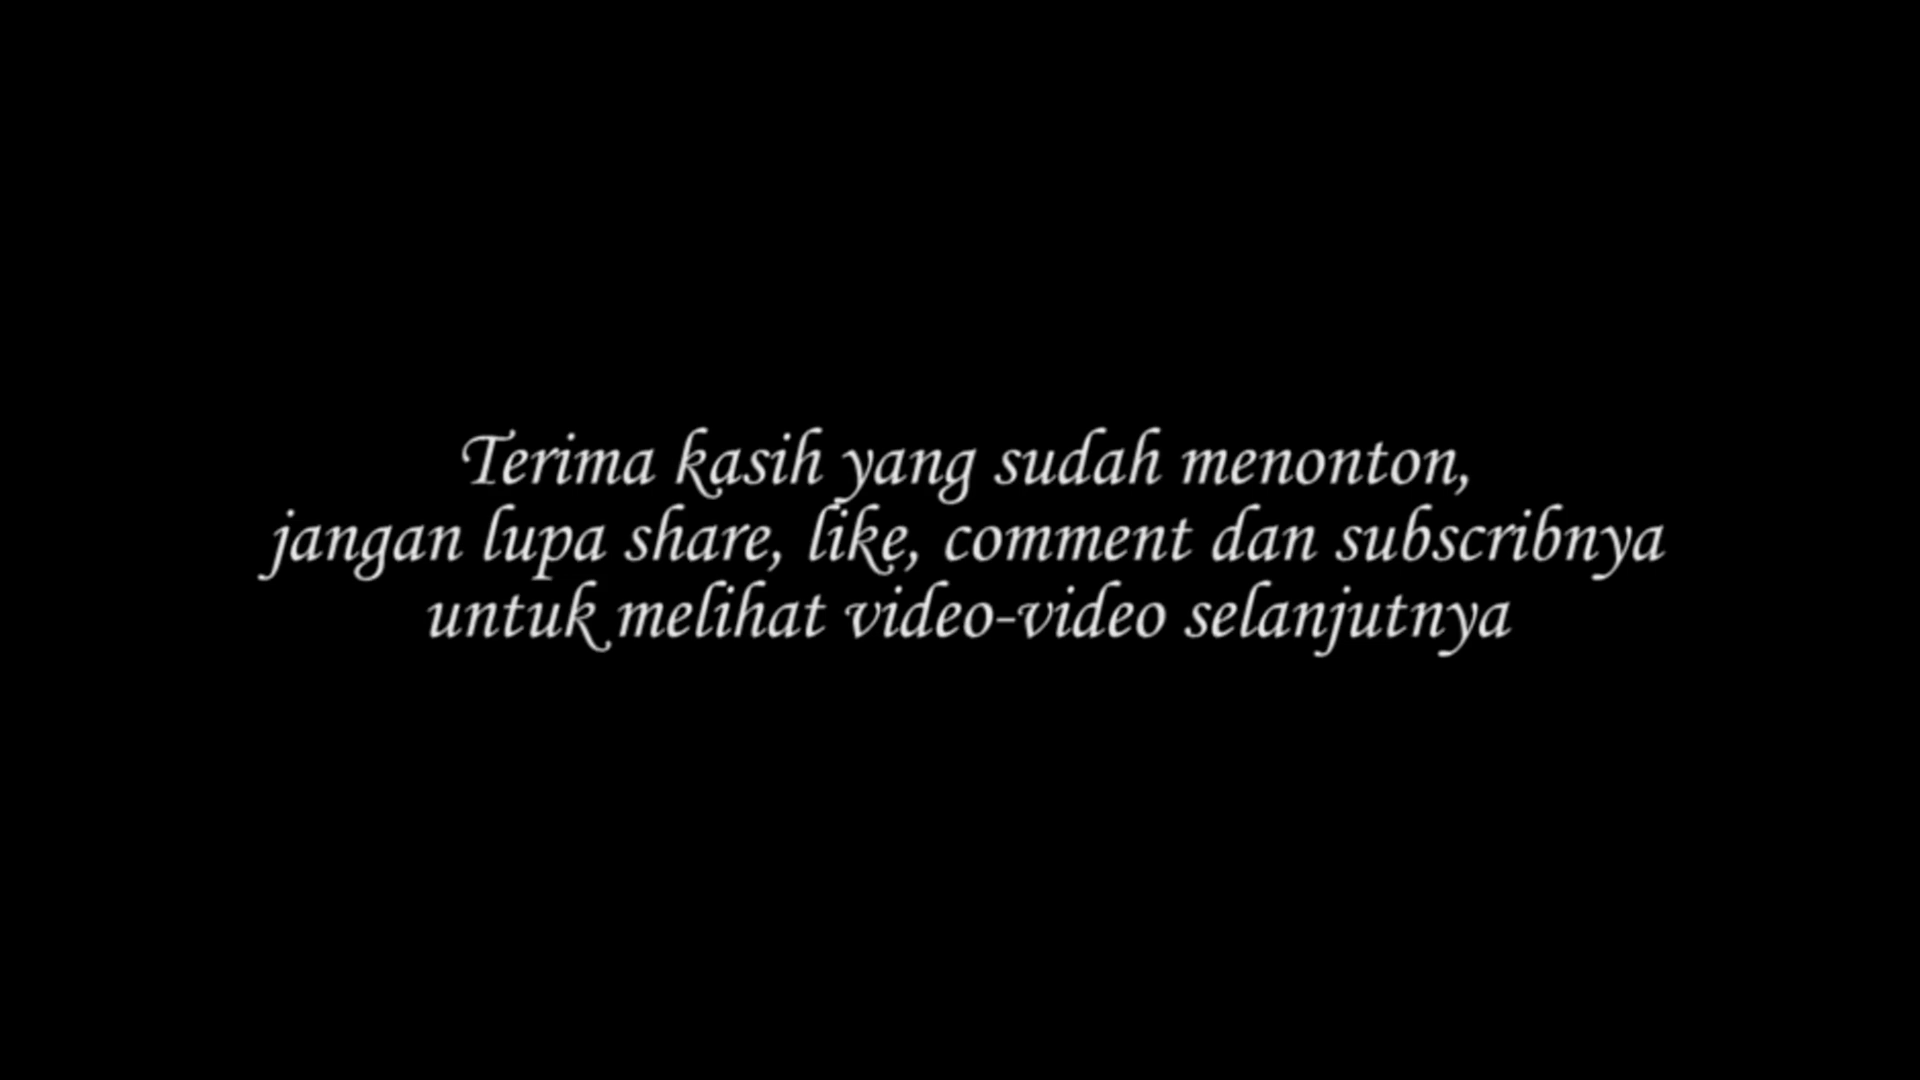 Terima kasih yang sudah menonton,
jangan lupa share, like, comment dan subscribnya
untuk melihat video-video selanjutnya